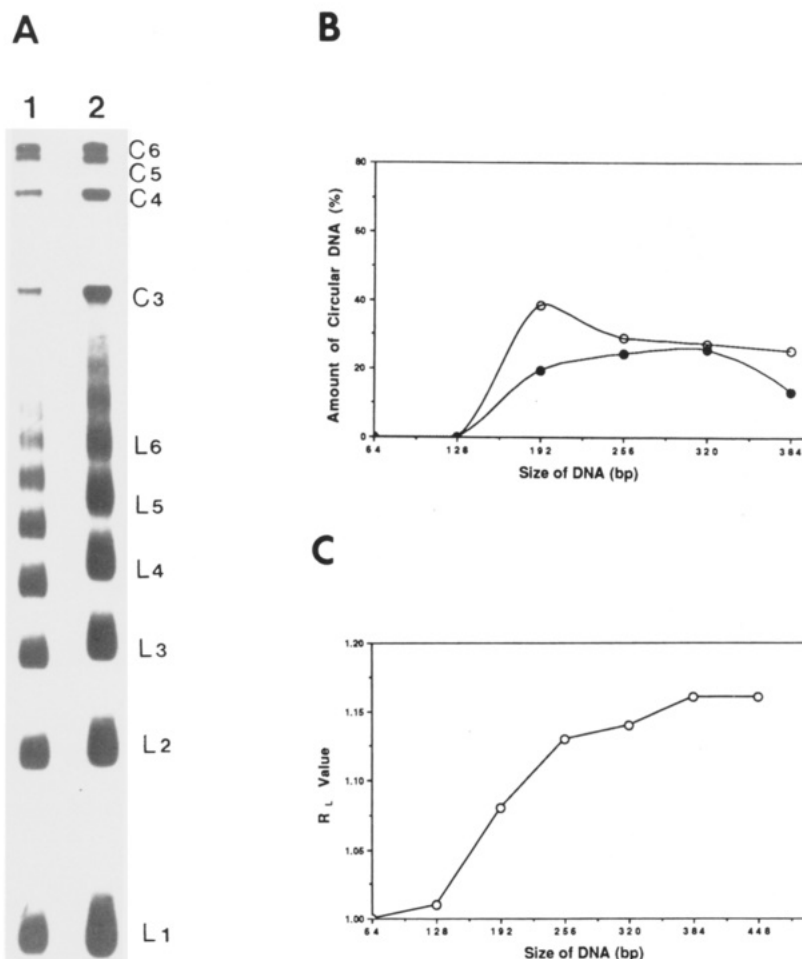 A
1 2
C6
C5
C4
C3
L6
L5
L4
L3
L2
L1
B
80
60
40
20
0
Amount of Circular DNA (%)
64 128 192 256 320 384
Size of DNA (bp)
C
1.20
1.15
1.10
1.05
1.00
RL Value
64 128 192 256 320 384 448
Size of DNA (bp)